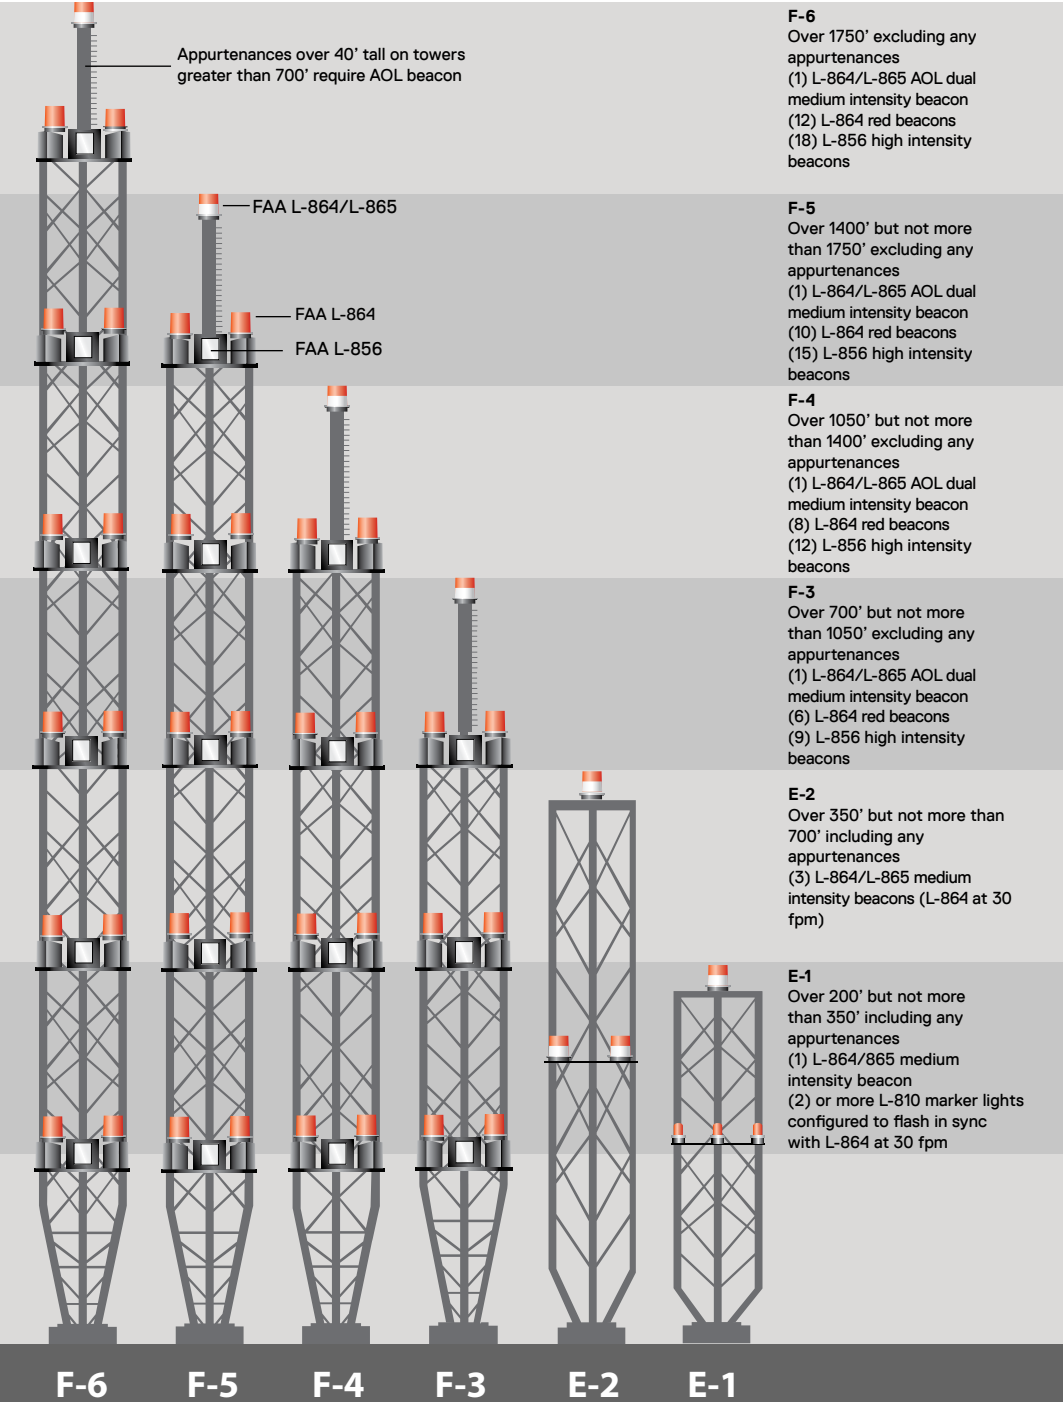 Appurtenances over 40’ tall on towers
greater than 700’ require AOL beacon
FAA L-864/L-865
FAA L-864
FAA L-856
F-6
Over 1750’ excluding any
appurtenances
(1) L-864/L-865 AOL dual
medium intensity beacon
(12) L-864 red beacons
(18) L-856 high intensity
beacons
F-5
Over 1400’ but not more
than 1750’ excluding any
appurtenances
(1) L-864/L-865 AOL dual
medium intensity beacon
(10) L-864 red beacons
(15) L-856 high intensity
beacons
F-4
Over 1050’ but not more
than 1400’ excluding any
appurtenances
(1) L-864/L-865 AOL dual
medium intensity beacon
(8) L-864 red beacons
(12) L-856 high intensity
beacons
F-3
Over 700’ but not more
than 1050’ excluding any
appurtenances
(1) L-864/L-865 AOL dual
medium intensity beacon
(6) L-864 red beacons
(9) L-856 high intensity
beacons
E-2
Over 350’ but not more than
700’ including any
appurtenances
(3) L-864/L-865 medium
intensity beacons (L-864 at 30
fpm)
E-1
Over 200’ but not more
than 350’ including any
appurtenances
(1) L-864/865 medium
intensity beacon
(2) or more L-810 marker lights
configured to flash in sync
with L-864 at 30 fpm
F-6 F-5 F-4 F-3 E-2 E-1